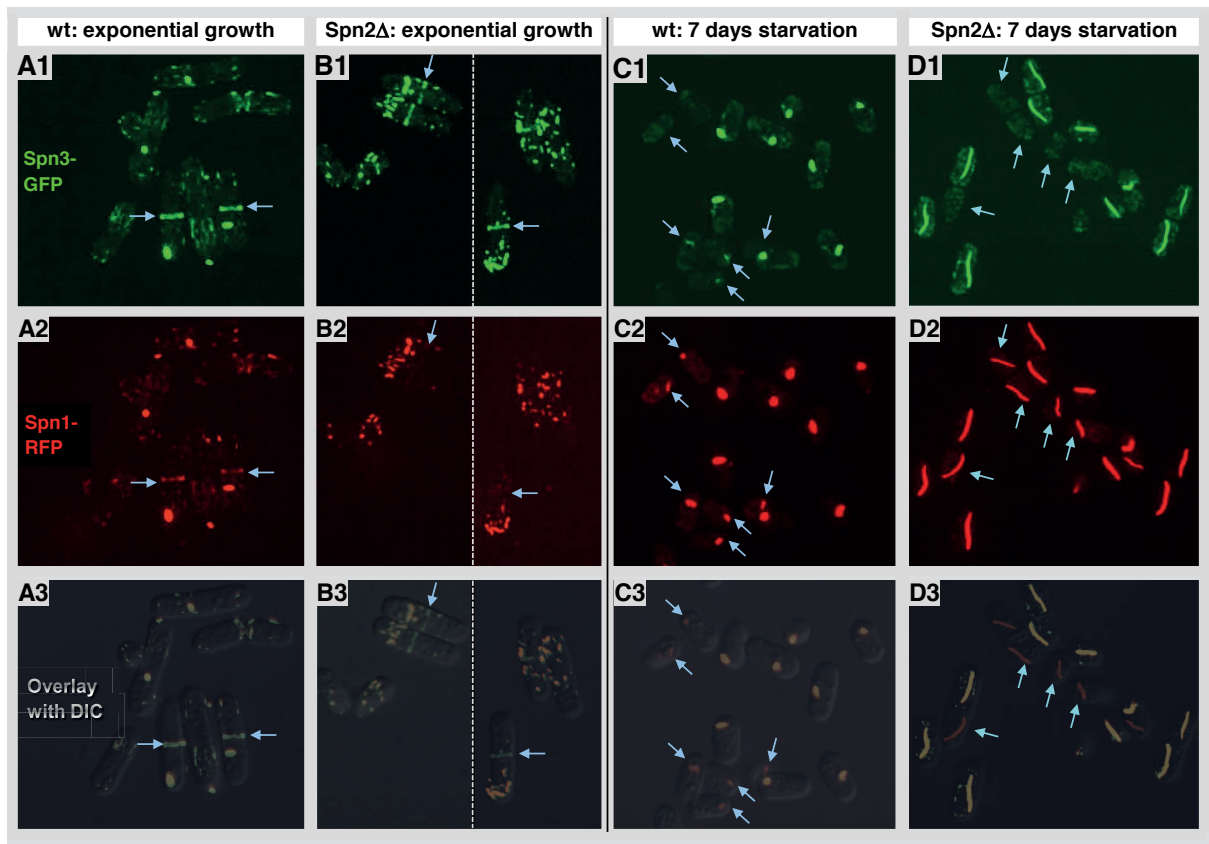 wt: exponential growth
Spn2Δ: exponential growth
wt: 7 days starvation
Spn2Δ: 7 days starvation
A1
B1
C1
D1
Spn3-
GFP
A2
B2
C2
D2
Spn1-
RFP
A3
B3
C3
D3
Overlay
with DIC